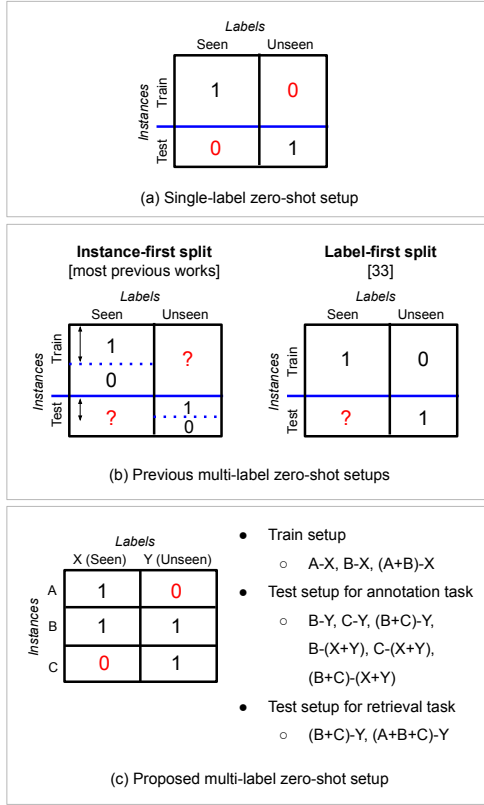 Labels
Seen Unseen
Instances
Train
1 0
Test
0 1
(a) Single-label zero-shot setup
Instance-first split
[most previous works]
Labels
Seen Unseen
Instances
Train
1
?
0
Test
?
1
0
Label-first split
[33]
Labels
Seen Unseen
Instances
Train
1 0
Test
? 1
(b) Previous multi-label zero-shot setups
Labels
X (Seen) Y (Unseen)
Instances
A 1 0
B 1 1
C 0 1
● Train setup
○ A-X, B-X, (A+B)-X
● Test setup for annotation task
○ B-Y, C-Y, (B+C)-Y,
B-(X+Y), C-(X+Y),
(B+C)-(X+Y)
● Test setup for retrieval task
○ (B+C)-Y, (A+B+C)-Y
(c) Proposed multi-label zero-shot setup